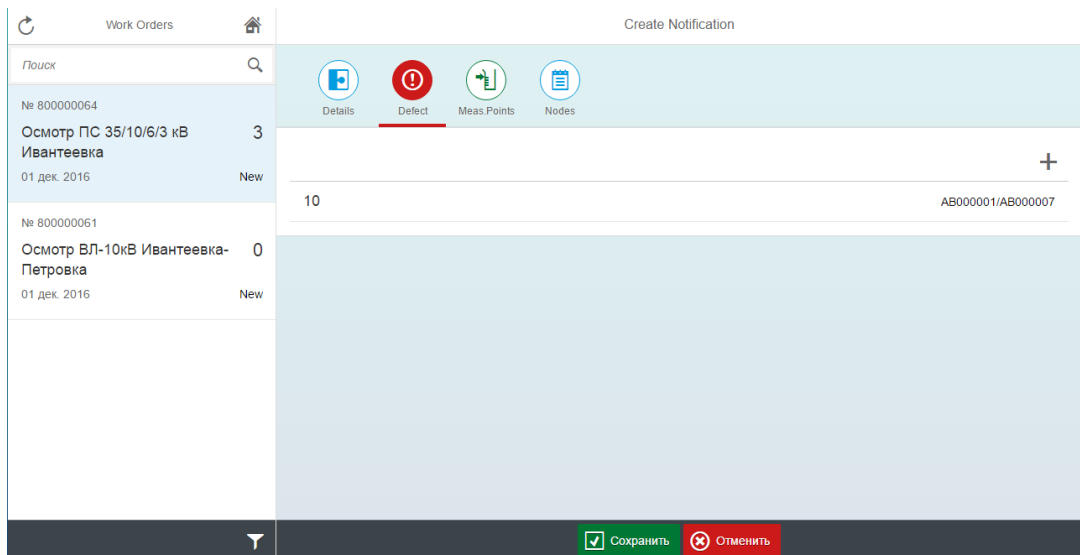 Work Orders
Поиск
№ 800000064
Осмотр ПС 35/10/6/3 кВ 3
Ивантеевка
01 дек. 2016 New
№ 800000061
Осмотр ВЛ-10кВ Ивантеевка- 0
Петровка
01 дек. 2016 New
Create Notification
Details Defect Meas.Points Nodes
+
10 AB000001/AB000007
Сохранить Отменить